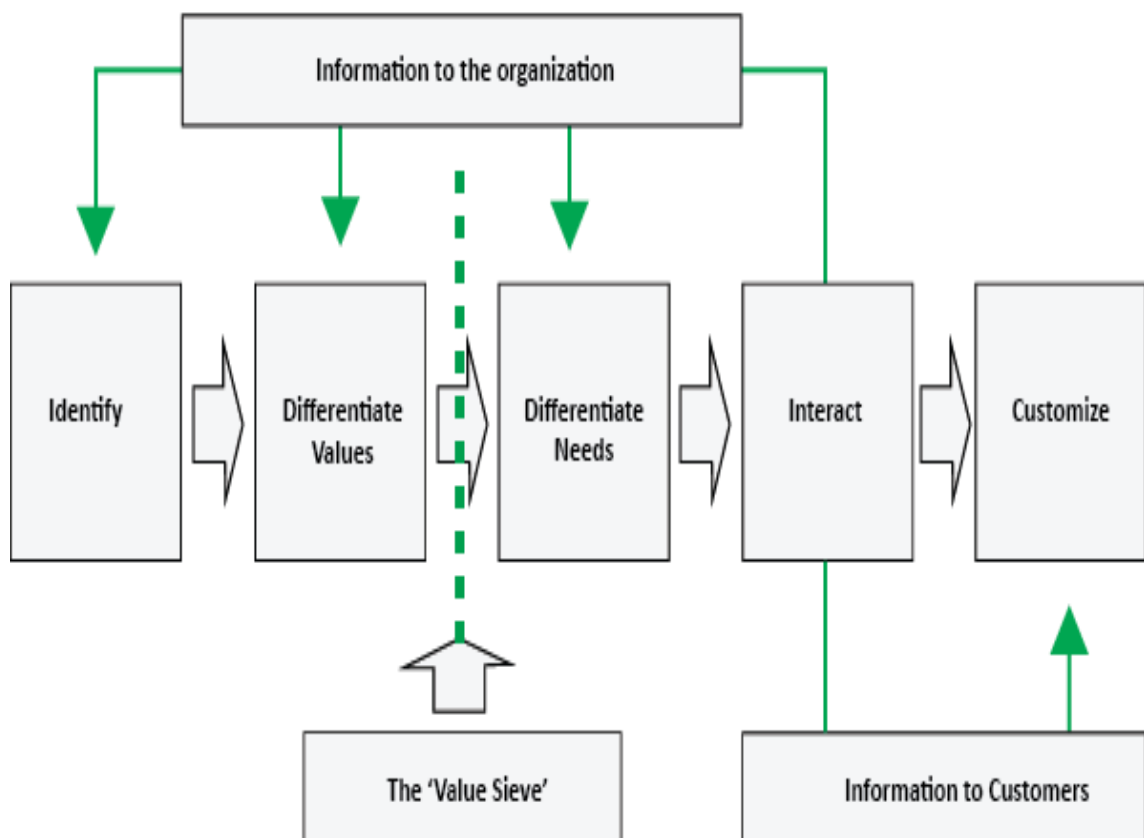 Information to the organization
Identify
Differentiate
Values
Differentiate
Needs
Interact
Customize
The ‘Value Sieve’
Information to Customers